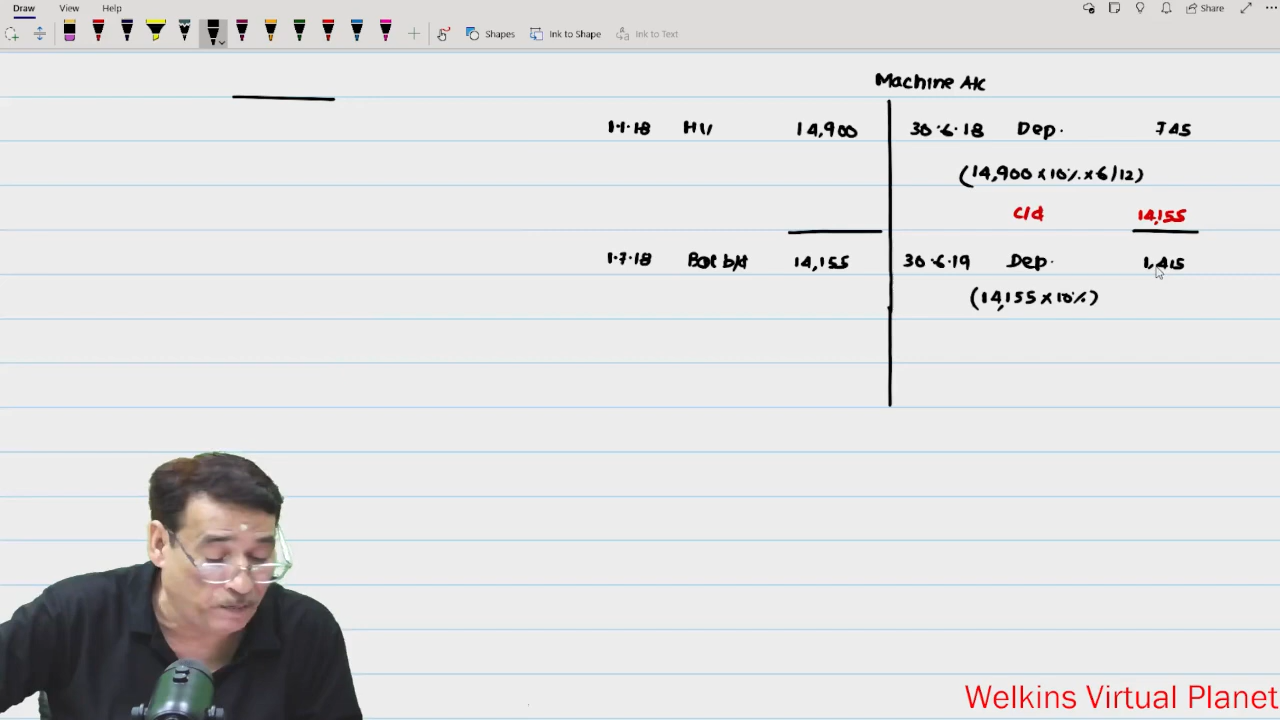 Draw View Help
Share
Shapes Ink to Shape Ink to Text
Machine A/c
1.1.18 HV 14,900 30.6.18 Dep. 745
(14,900 x 10% x 6/12)
c/d 14,155
1.7.18 Bal b/d 14,155 30.6.19 Dep. 1,415
(14,155 x 10%)
Welkins Virtual Planet